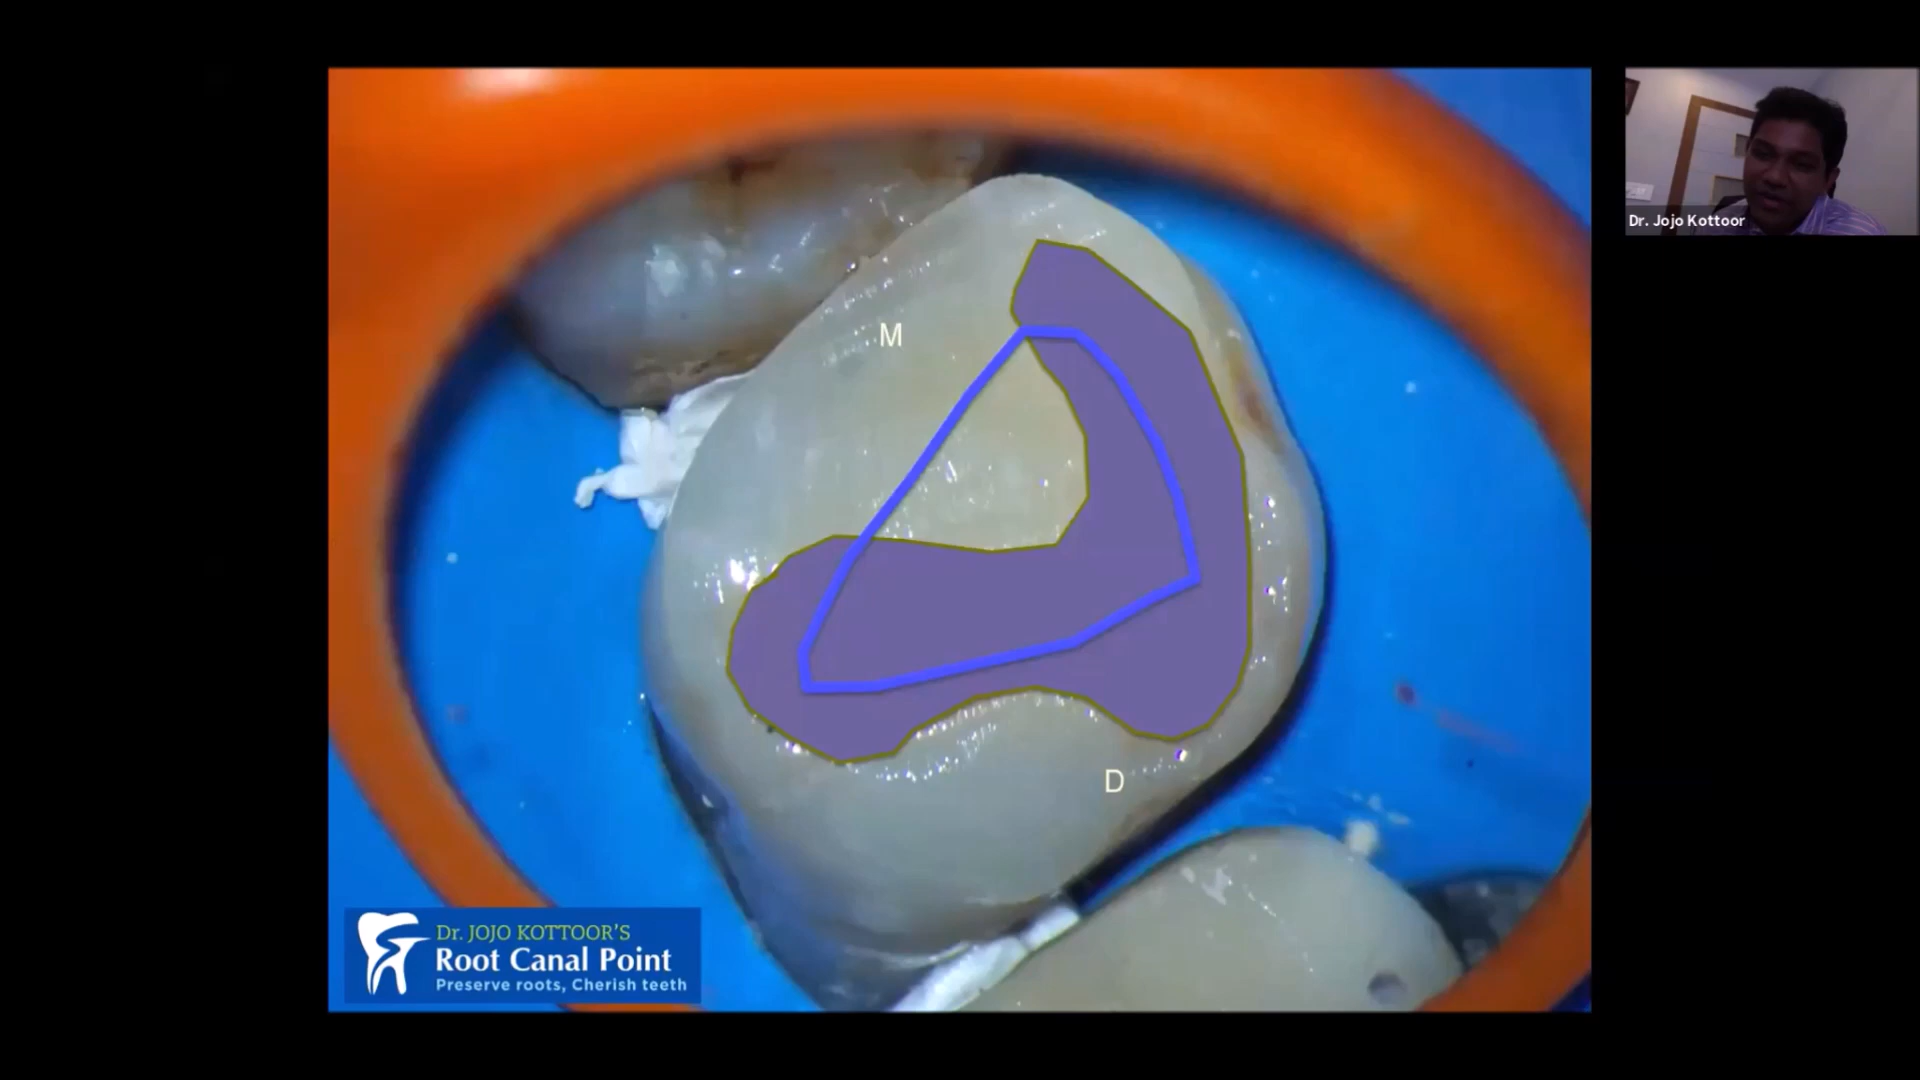 M
D
Dr. JOJO KOTTOOR'S
Root Canal Point
Preserve roots, Cherish teeth
Dr. Jojo Kottoor